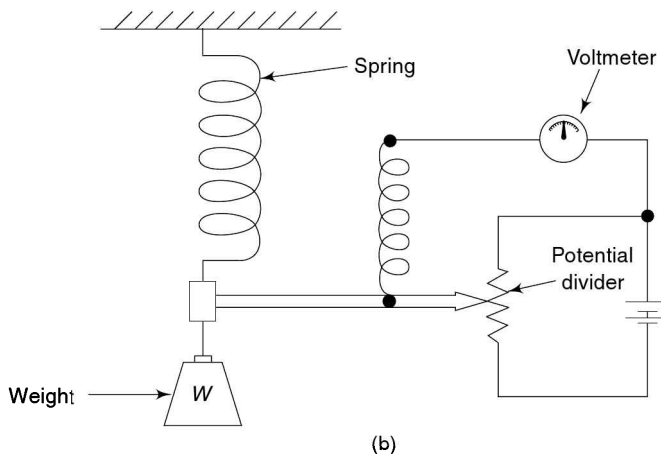 Spring
Voltmeter
Potential
divider
Weight
W
(b)